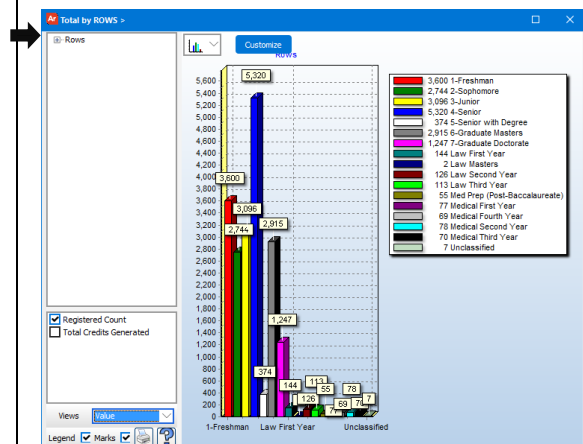 Ar Total by ROWS >
Rows
Customize
Rows
5,600
5,400
5,200
5,000
4,800
4,600
4,400
4,200
4,000
3,800
3,600
3,400
3,200
3,000
2,800
2,600
2,400
2,200
2,000
1,800
1,600
1,400
1,200
1,000
800
600
400
200
0
5,320
3,600
3,096
2,744
2,915
1,247
374
144
126
113
55
77
69
78
70
7
1-Freshman Law First Year Unclassified
3,600 1-Freshman
2,744 2-Sophomore
3,096 3-Junior
5,320 4-Senior
374 5-Senior with Degree
2,915 6-Graduate Masters
1,247 7-Graduate Doctorate
144 Law First Year
2 Law Masters
126 Law Second Year
113 Law Third Year
55 Med Prep (Post-Baccalaureate)
77 Medical First Year
69 Medical Fourth Year
78 Medical Second Year
70 Medical Third Year
7 Unclassified
Registered Count
Total Credits Generated
Views Value
Legend Marks